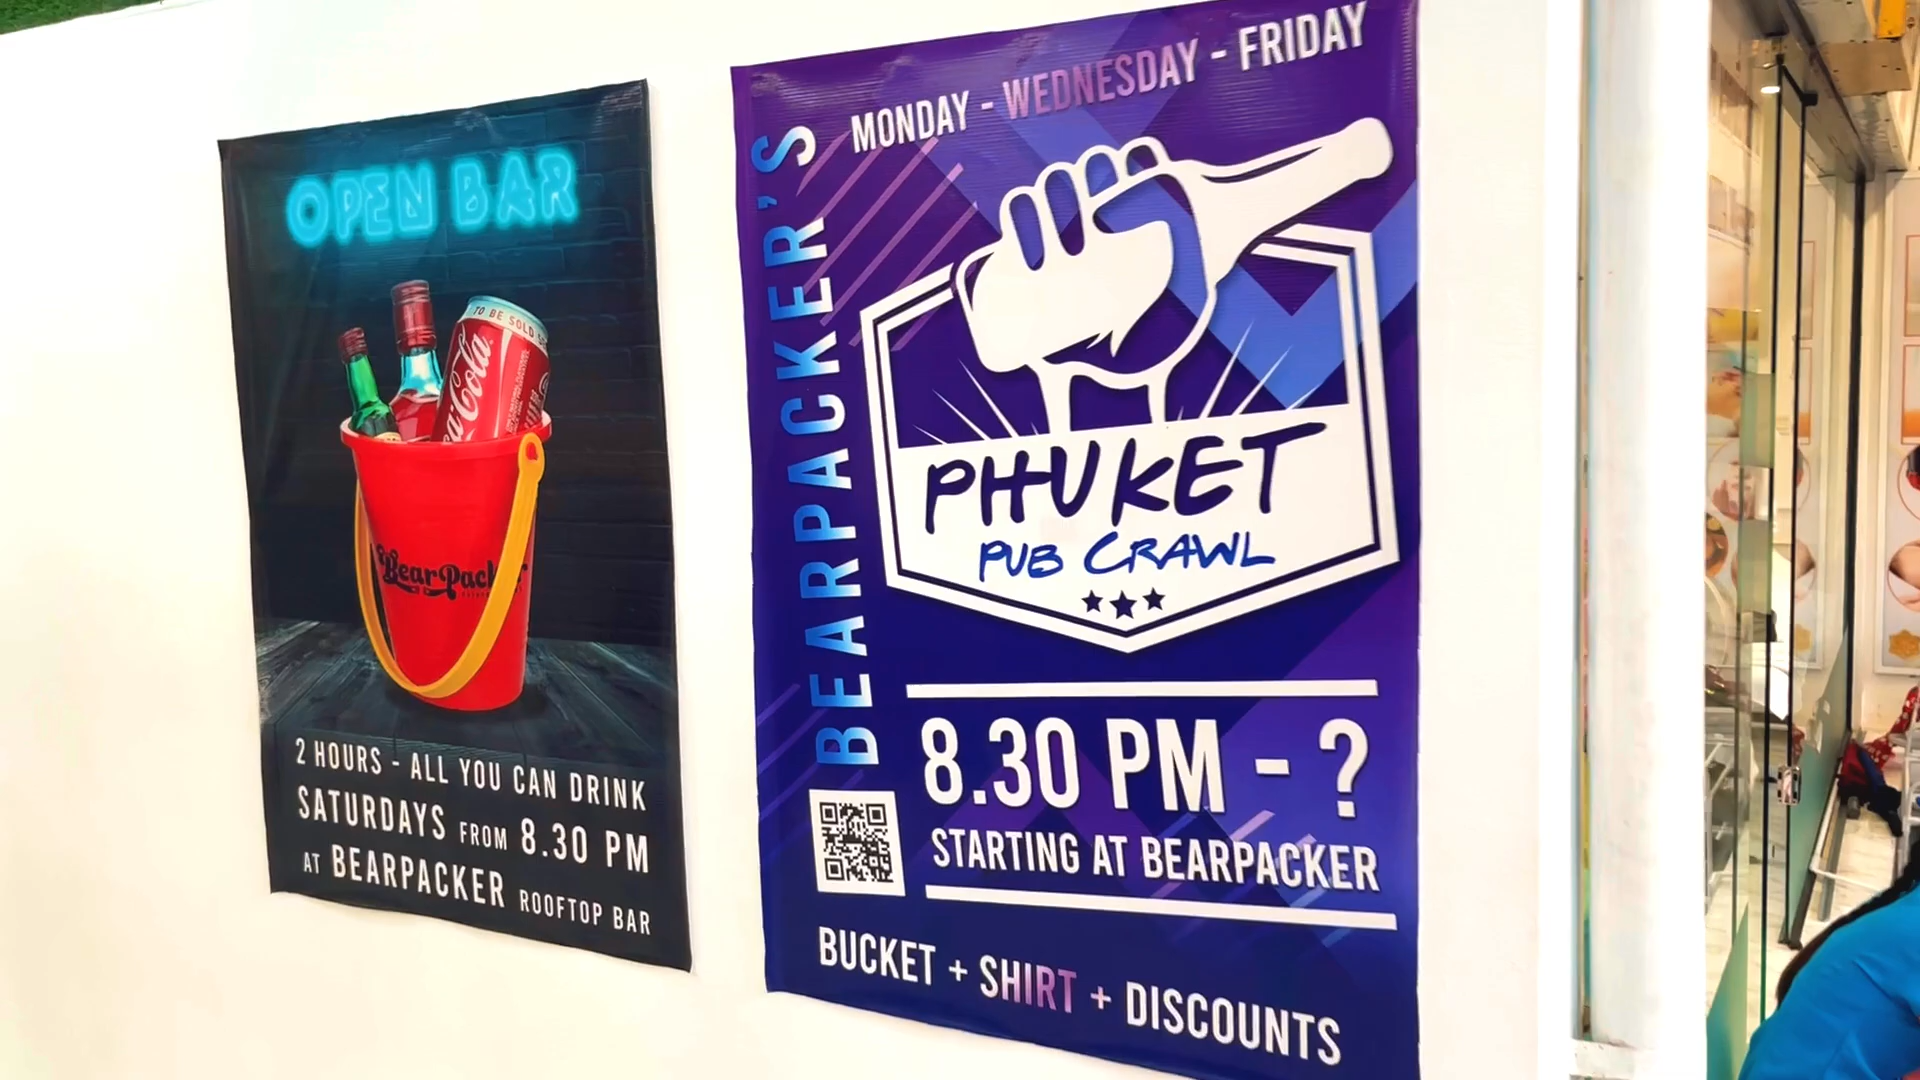 OPEN BAR
TO BE SOLD
Coca-Cola
BearPacker
2 HOURS - ALL YOU CAN DRINK
SATURDAYS FROM 8.30 PM
AT BEARPACKER ROOFTOP BAR
MONDAY - WEDNESDAY - FRIDAY
BEARPACKER'S
PHUKET
PUB CRAWL
8.30 PM - ?
STARTING AT BEARPACKER
BUCKET + SHIRT + DISCOUNTS